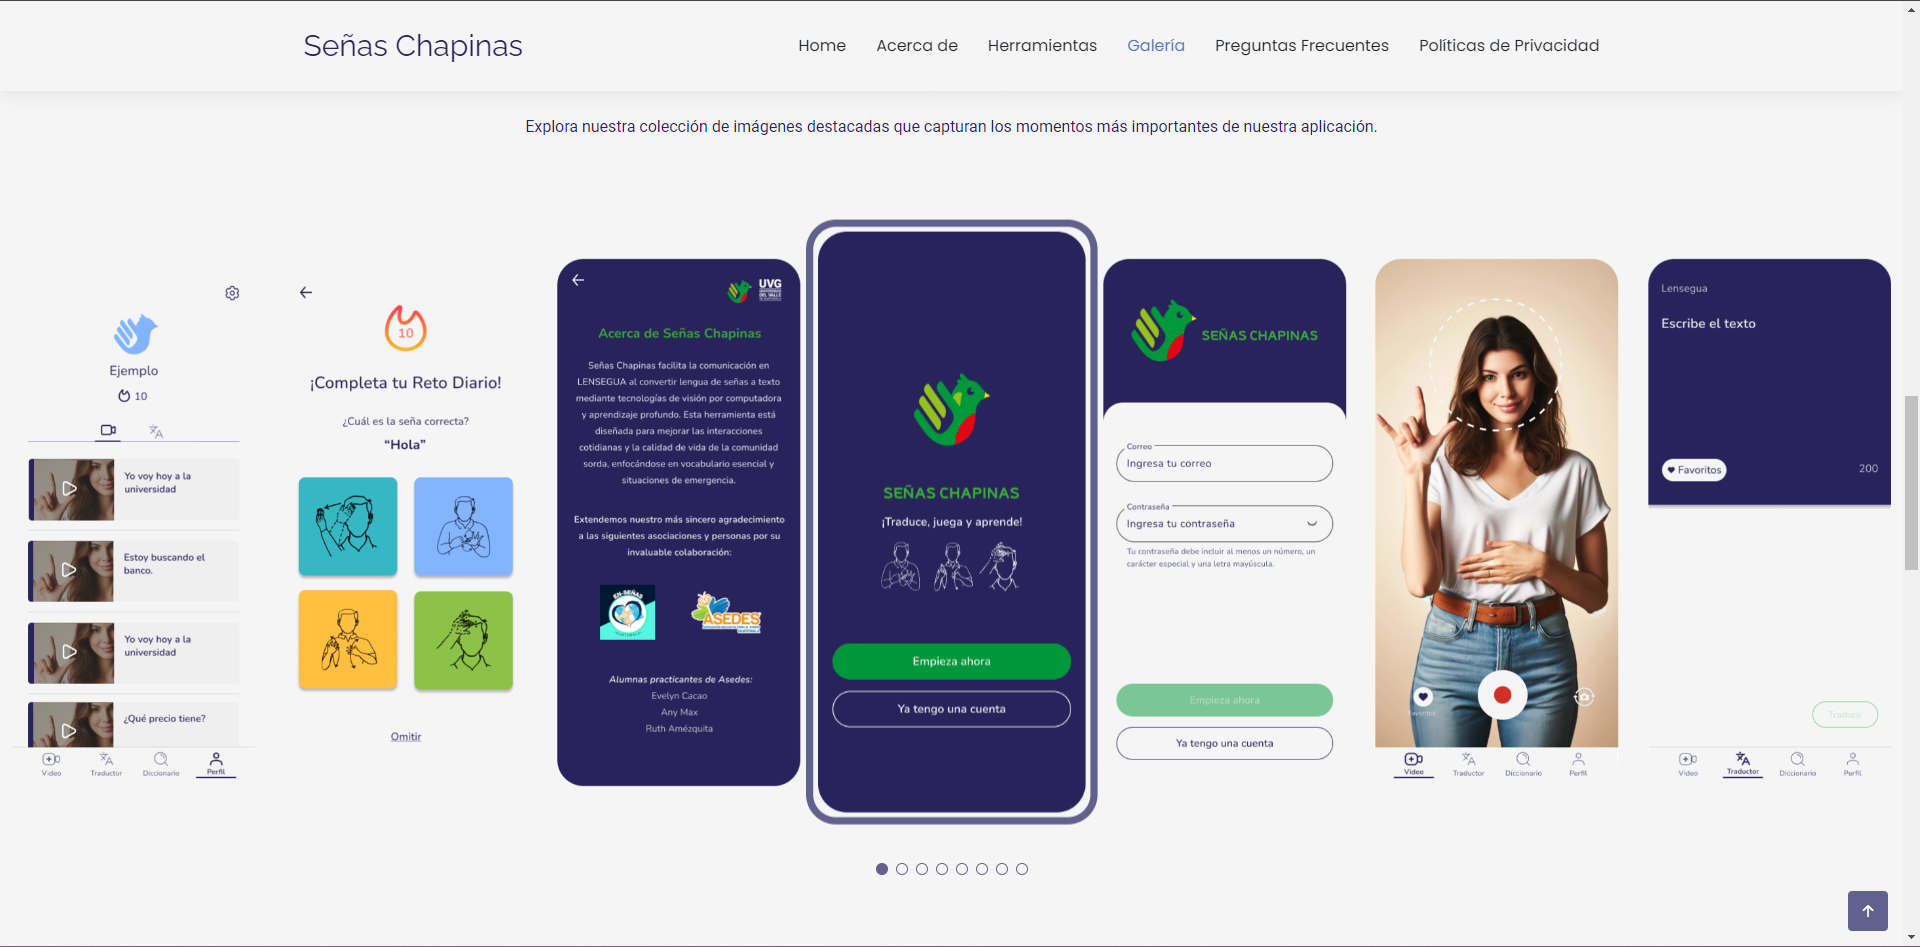 Señas Chapinas
Home
Acerca de
Herramientas
Galería
Preguntas Frecuentes
Políticas de Privacidad
Explora nuestra colección de imágenes destacadas que capturan los momentos más importantes de nuestra aplicación.
Ejemplo
10
Yo voy hoy a la
universidad
Estoy buscando el
banco.
Yo voy hoy a la
universidad
¿Qué precio tiene?
Video
Traductor
Diccionario
Perfil
10
¡Completa tu Reto Diario!
¿Cuál es la seña correcta?
“Hola”
Omitir
UVG
UNIVERSIDAD
DEL VALLE
DE GUATEMALA
Acerca de Señas Chapinas
Señas Chapinas facilita la comunicación en
LENSEGUA al convertir lengua de señas a texto
mediante tecnologías de visión por computadora
y aprendizaje profundo. Esta herramienta está
diseñada para mejorar las interacciones
cotidianas y la calidad de vida de la comunidad
sorda, enfocándose en vocabulario esencial y
situaciones de emergencia.
Extendemos nuestro más sincero agradecimiento
a las siguientes asociaciones y personas por su
invaluable colaboración:
EN-SEÑAS
GUATEMALA
ASEDES
Alumnas practicantes de Asedes:
Evelyn Cacao
Any Max
Ruth Amézquita
SEÑAS CHAPINAS
¡Traduce, juega y aprende!
Empieza ahora
Ya tengo una cuenta
SEÑAS CHAPINAS
Correo
Ingresa tu correo
Contraseña
Ingresa tu contraseña
Tu contraseña debe incluir al menos un número, un
carácter especial y una letra mayúscula.
Empieza ahora
Ya tengo una cuenta
Favoritos
Video
Traductor
Diccionario
Perfil
Lensegua
Escribe el texto
Favoritos
200
Traducir
Video
Traductor
Diccionario
Perfil